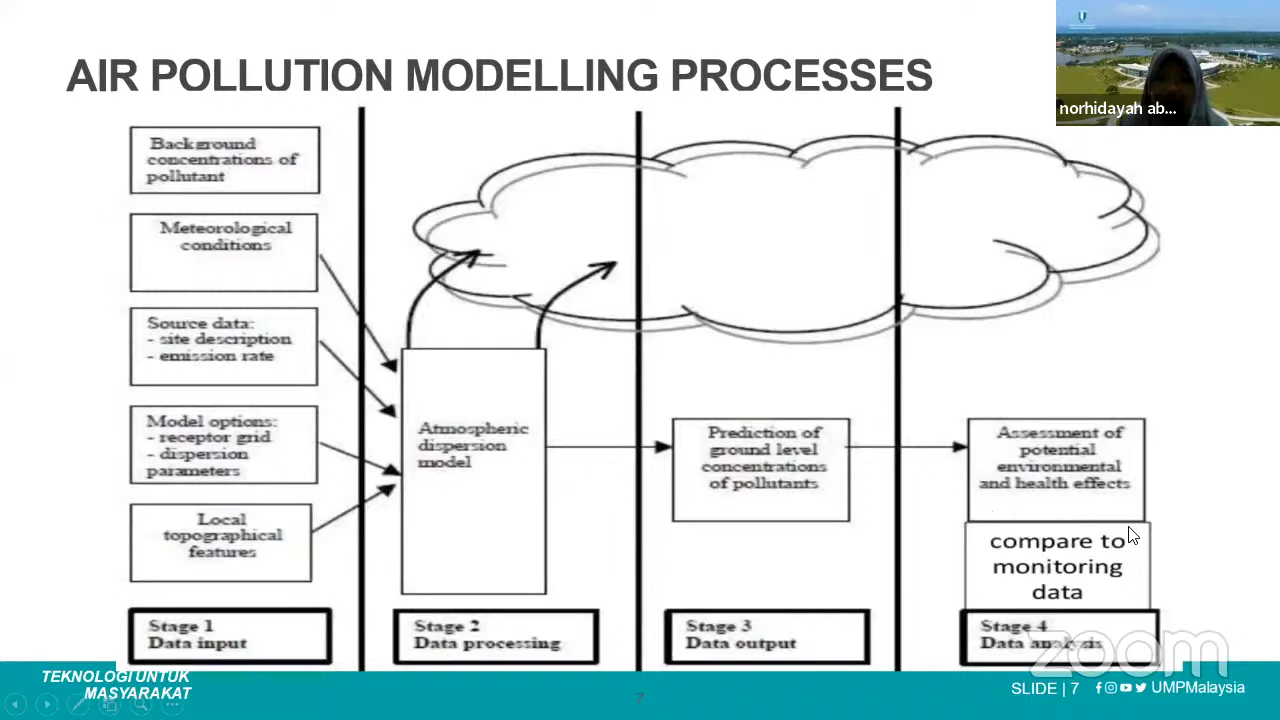 AIR POLLUTION MODELLING PROCESSES
norhidayah ab...
Background
concentrations of
pollutant
Meteorological
conditions
Source data:
- site description
- emission rate
Model options:
- receptor grid
- dispersion
parameters
Local
topographical
features
Atmospheric
dispersion
model
Prediction of
ground level
concentrations
of pollutants
Assessment of
potential
environmental
and health effects
compare to
monitoring
data
Stage 1
Data input
Stage 2
Data processing
Stage 3
Data output
Stage 4
Data analysis
zoom
TEKNOLOGI UNTUK
MASYARAKAT
7
SLIDE | 7
UMPMalaysia